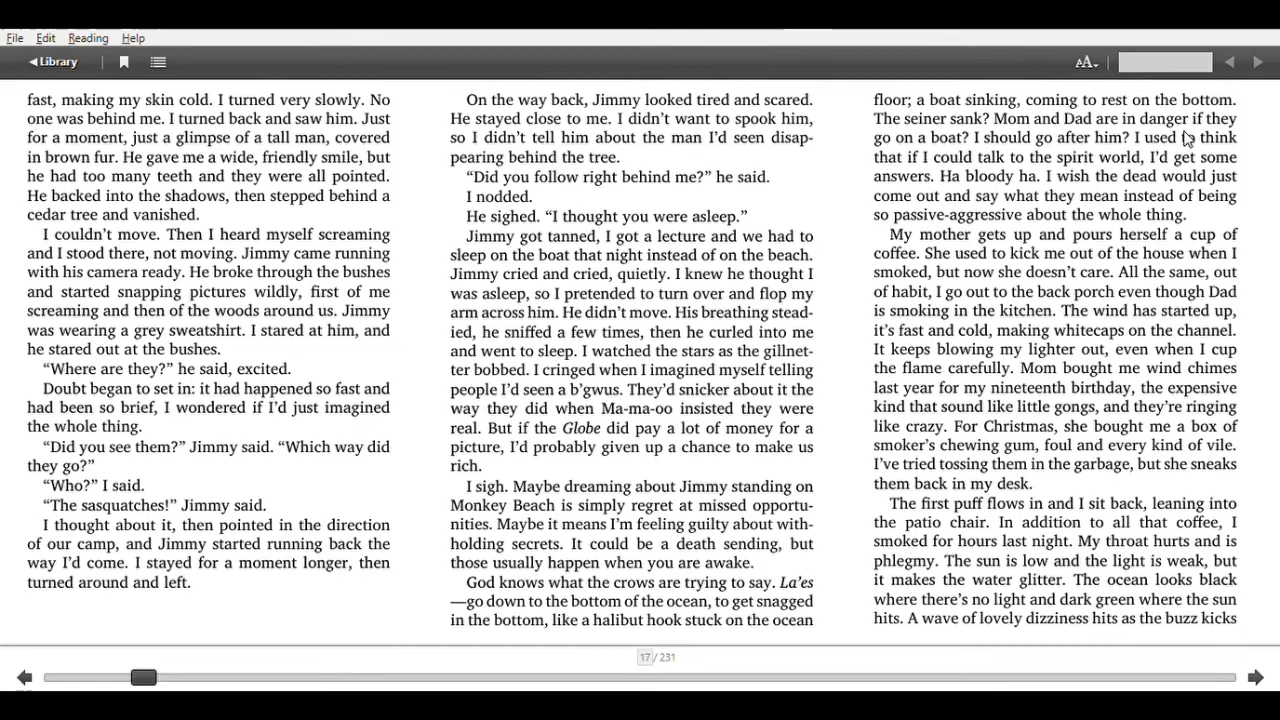 File Edit Reading Help
Library
AA
fast, making my skin cold. I turned very slowly. No
one was behind me. I turned back and saw him. Just
for a moment, just a glimpse of a tall man, covered
in brown fur. He gave me a wide, friendly smile, but
he had too many teeth and they were all pointed.
He backed into the shadows, then stepped behind a
cedar tree and vanished.
I couldn’t move. Then I heard myself screaming
and I stood there, not moving. Jimmy came running
with his camera ready. He broke through the bushes
and started snapping pictures wildly, first of me
screaming and then of the woods around us. Jimmy
was wearing a grey sweatshirt. I stared at him, and
he stared out at the bushes.
“Where are they?” he said, excited.
Doubt began to set in: it had happened so fast and
had been so brief, I wondered if I’d just imagined
the whole thing.
“Did you see them?” Jimmy said. “Which way did
they go?”
“Who?” I said.
“The sasquatches!” Jimmy said.
I thought about it, then pointed in the direction
of our camp, and Jimmy started running back the
way I’d come. I stayed for a moment longer, then
turned around and left.
On the way back, Jimmy looked tired and scared.
He stayed close to me. I didn’t want to spook him,
so I didn’t tell him about the man I’d seen disap-
pearing behind the tree.
“Did you follow right behind me?” he said.
I nodded.
He sighed. “I thought you were asleep.”
Jimmy got tanned, I got a lecture and we had to
sleep on the boat that night instead of on the beach.
Jimmy cried and cried, quietly. I knew he thought I
was asleep, so I pretended to turn over and flop my
arm across him. He didn’t move. His breathing stead-
ied, he sniffed a few times, then he curled into me
and went to sleep. I watched the stars as the gillnet-
ter bobbed. I cringed when I imagined myself telling
people I’d seen a b’gwus. They’d snicker about it the
way they did when Ma-ma-oo insisted they were
real. But if the Globe did pay a lot of money for a
picture, I’d probably given up a chance to make us
rich.
I sigh. Maybe dreaming about Jimmy standing on
Monkey Beach is simply regret at missed opportu-
nities. Maybe it means I’m feeling guilty about with-
holding secrets. It could be a death sending, but
those usually happen when you are awake.
God knows what the crows are trying to say. La’es
—go down to the bottom of the ocean, to get snagged
in the bottom, like a halibut hook stuck on the ocean
floor; a boat sinking, coming to rest on the bottom.
The seiner sank? Mom and Dad are in danger if they
go on a boat? I should go after him? I used to think
that if I could talk to the spirit world, I’d get some
answers. Ha bloody ha. I wish the dead would just
come out and say what they mean instead of being
so passive-aggressive about the whole thing.
My mother gets up and pours herself a cup of
coffee. She used to kick me out of the house when I
smoked, but now she doesn’t care. All the same, out
of habit, I go out to the back porch even though Dad
is smoking in the kitchen. The wind has started up,
it’s fast and cold, making whitecaps on the channel.
It keeps blowing my lighter out, even when I cup
the flame carefully. Mom bought me wind chimes
last year for my nineteenth birthday, the expensive
kind that sound like little gongs, and they’re ringing
like crazy. For Christmas, she bought me a box of
smoker’s chewing gum, foul and every kind of vile.
I’ve tried tossing them in the garbage, but she sneaks
them back in my desk.
The first puff flows in and I sit back, leaning into
the patio chair. In addition to all that coffee, I
smoked for hours last night. My throat hurts and is
phlegmy. The sun is low and the light is weak, but
it makes the water glitter. The ocean looks black
where there’s no light and dark green where the sun
hits. A wave of lovely dizziness hits as the buzz kicks
17 / 231